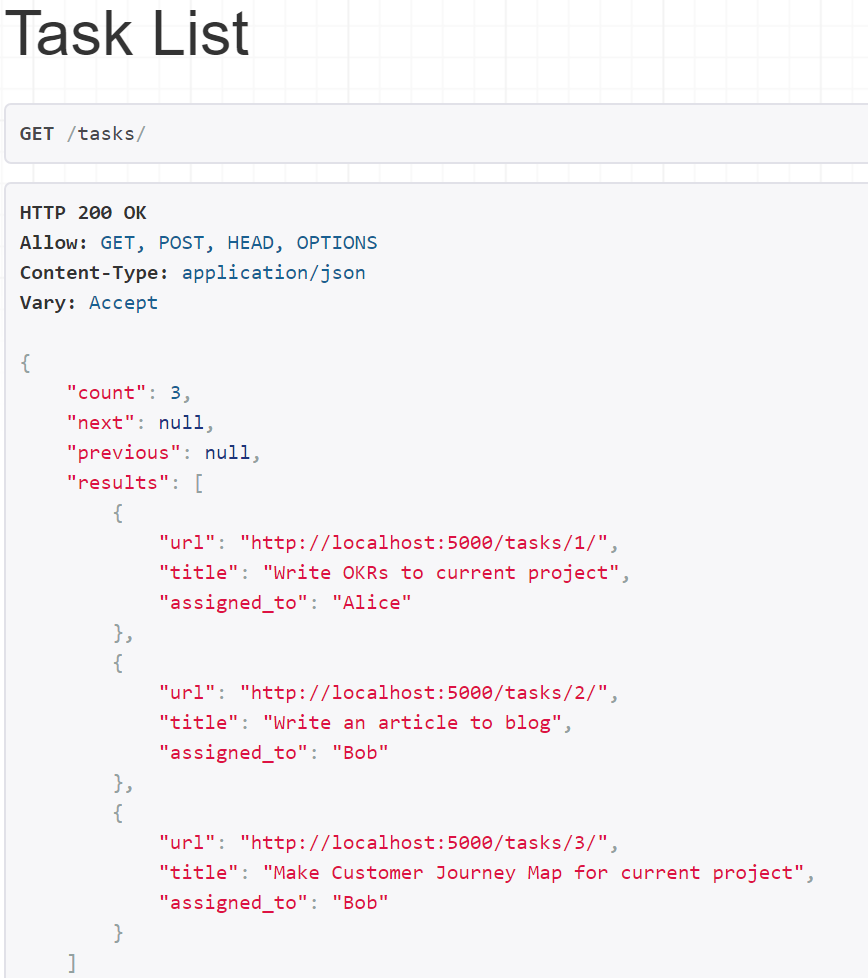 Task List
GET /tasks/
HTTP 200 OK
Allow: GET, POST, HEAD, OPTIONS
Content-Type: application/json
Vary: Accept
{
    "count": 3,
    "next": null,
    "previous": null,
    "results": [
        {
            "url": "http://localhost:5000/tasks/1/",
            "title": "Write OKRs to current project",
            "assigned_to": "Alice"
        },
        {
            "url": "http://localhost:5000/tasks/2/",
            "title": "Write an article to blog",
            "assigned_to": "Bob"
        },
        {
            "url": "http://localhost:5000/tasks/3/",
            "title": "Make Customer Journey Map for current project",
            "assigned_to": "Bob"
        }
    ]